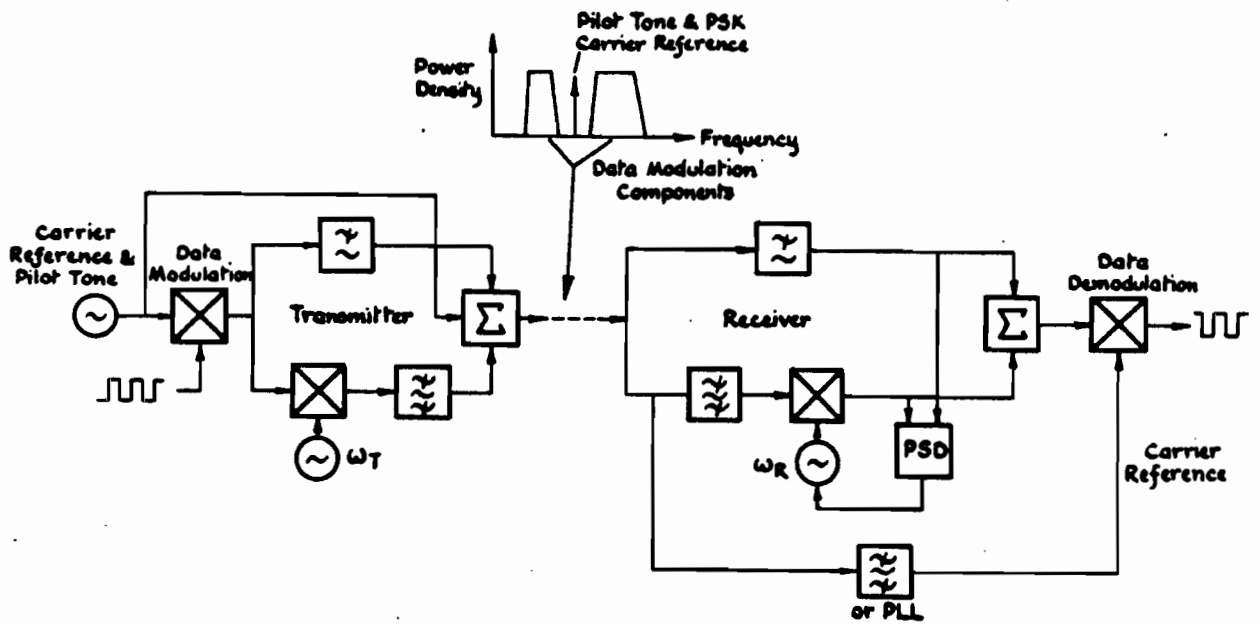 Pilot Tone & PSK
Carrier Reference
Power
Density
Frequency
Data Modulation
Components
Carrier
Reference &
Pilot Tone
Data
Modulation
Transmitter
Σ
Receiver
Σ
Data
Demodulation
ωT
ωR
PSD
Carrier
Reference
or PLL